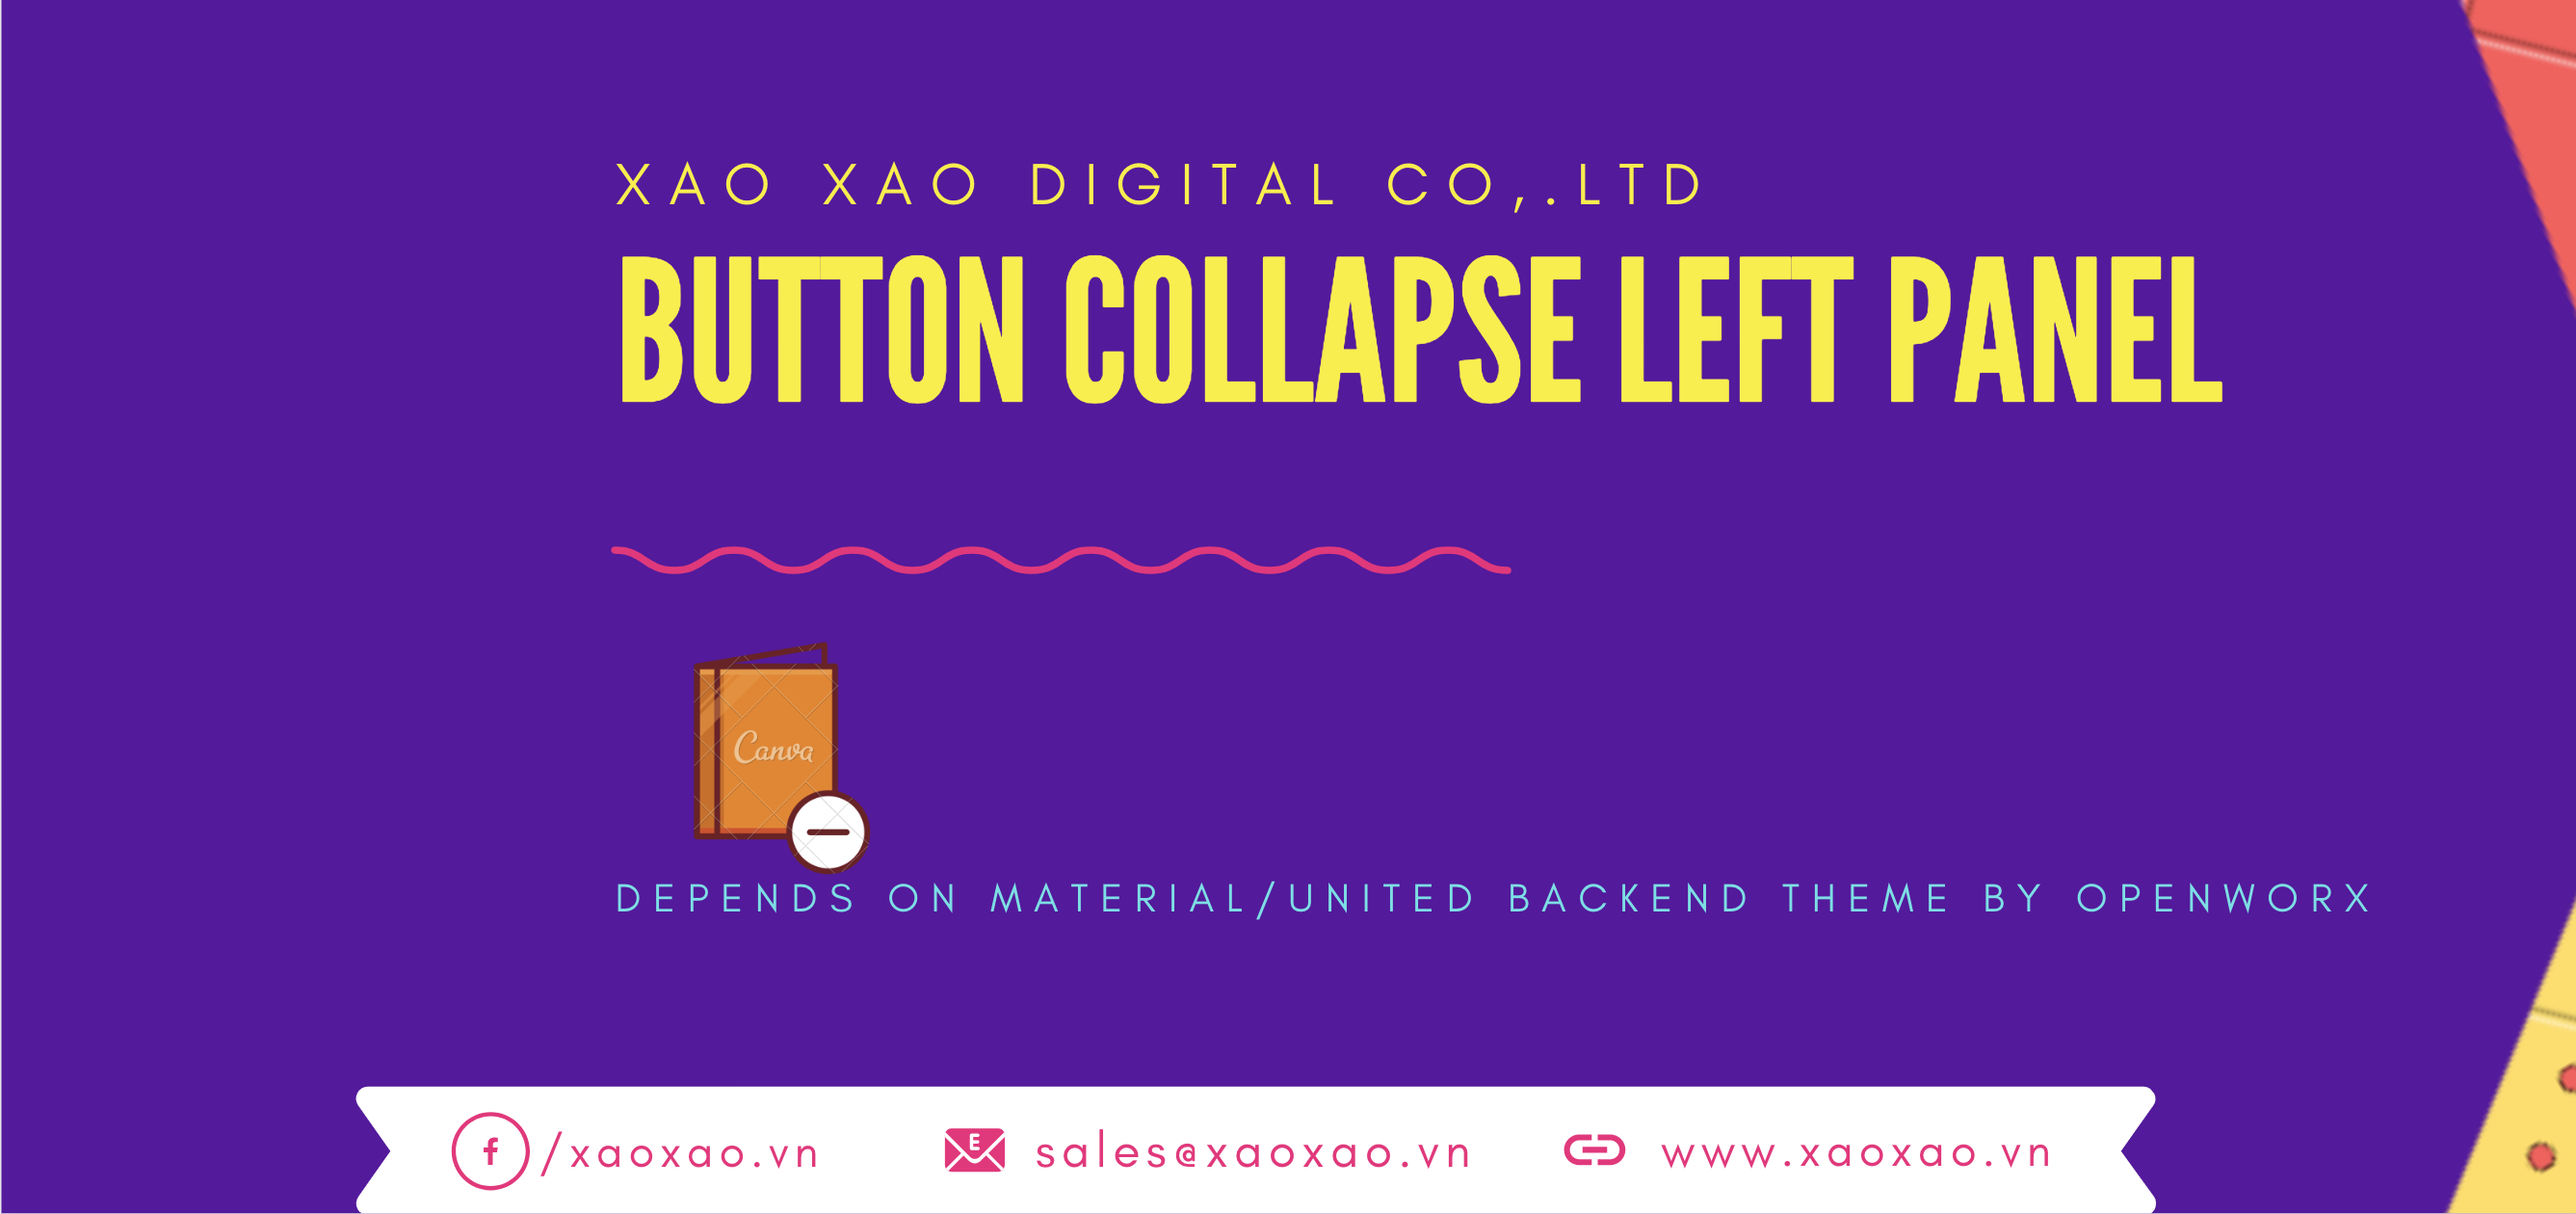 XAO XAO DIGITAL CO,.LTD
BUTTON COLLAPSE LEFT PANEL
Canva
DEPENDS ON MATERIAL/UNITED BACKEND THEME BY OPENWORX
f /xaoxao.vn E sales@xaoxao.vn www.xaoxao.vn